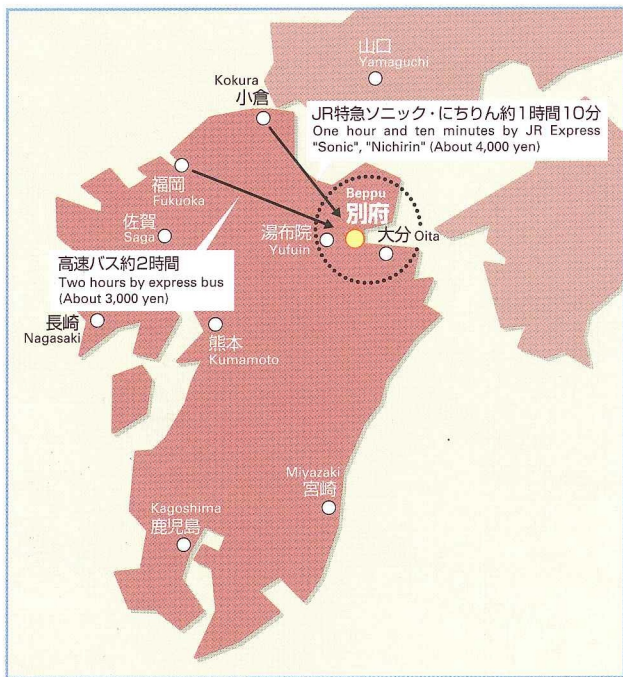 山口
Yamaguchi
Kokura
小倉
JR特急ソニック・にちりん約1時間10分
One hour and ten minutes by JR Express
"Sonic", "Nichirin" (About 4,000 yen)
福岡
Fukuoka
Beppu
別府
佐賀
Saga
湯布院
Yufuin
大分 Oita
高速バス約2時間
Two hours by express bus
(About 3,000 yen)
長崎
Nagasaki
熊本
Kumamoto
Miyazaki
宮崎
Kagoshima
鹿児島